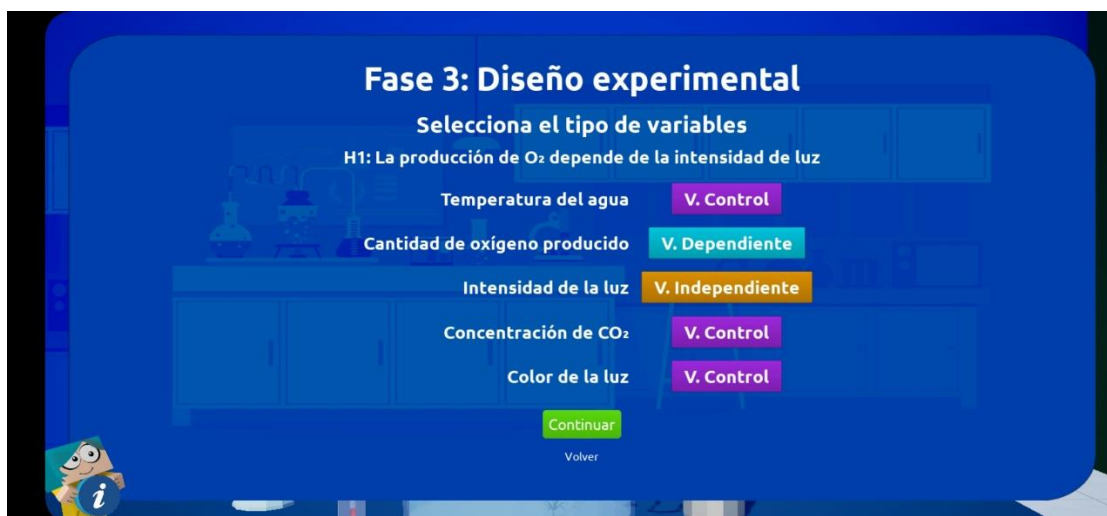 Fase 3: Diseño experimental
Selecciona el tipo de variables
H1: La producción de O₂ depende de la intensidad de luz
Temperatura del agua V. Control
Cantidad de oxígeno producido V. Dependiente
Intensidad de la luz V. Independiente
Concentración de CO₂ V. Control
Color de la luz V. Control
Continuar
Volver
i